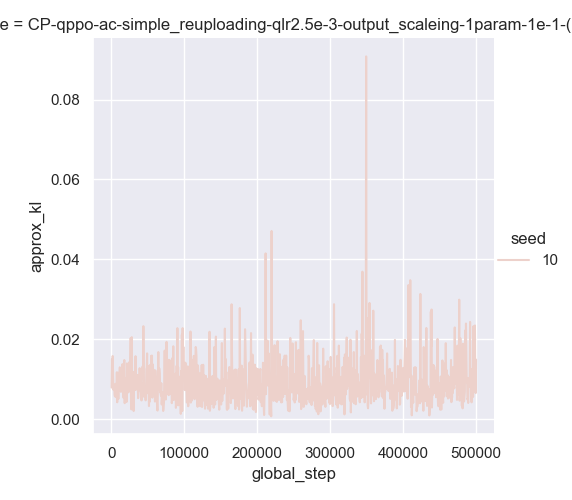 e = CP-qppo-ac-simple_reuploading-qlr2.5e-3-output_scaleing-1param-1e-1-(
0.08
0.06
0.04
0.02
0.00
approx_kl
0 100000 200000 300000 400000 500000
global_step
seed
10